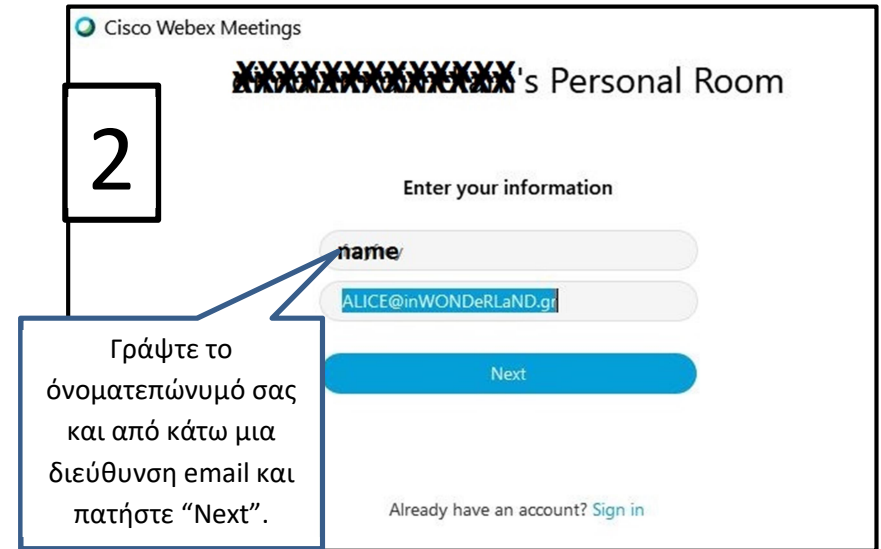 Cisco Webex Meetings
's Personal Room
2
Enter your information
name
ALICE@inWONDeRLaND.gr
Γράψτε το
όνοματεπώνυμό σας
και από κάτω μια
διεύθυνση email και
πατήστε “Next”.
Next
Already have an account? Sign in